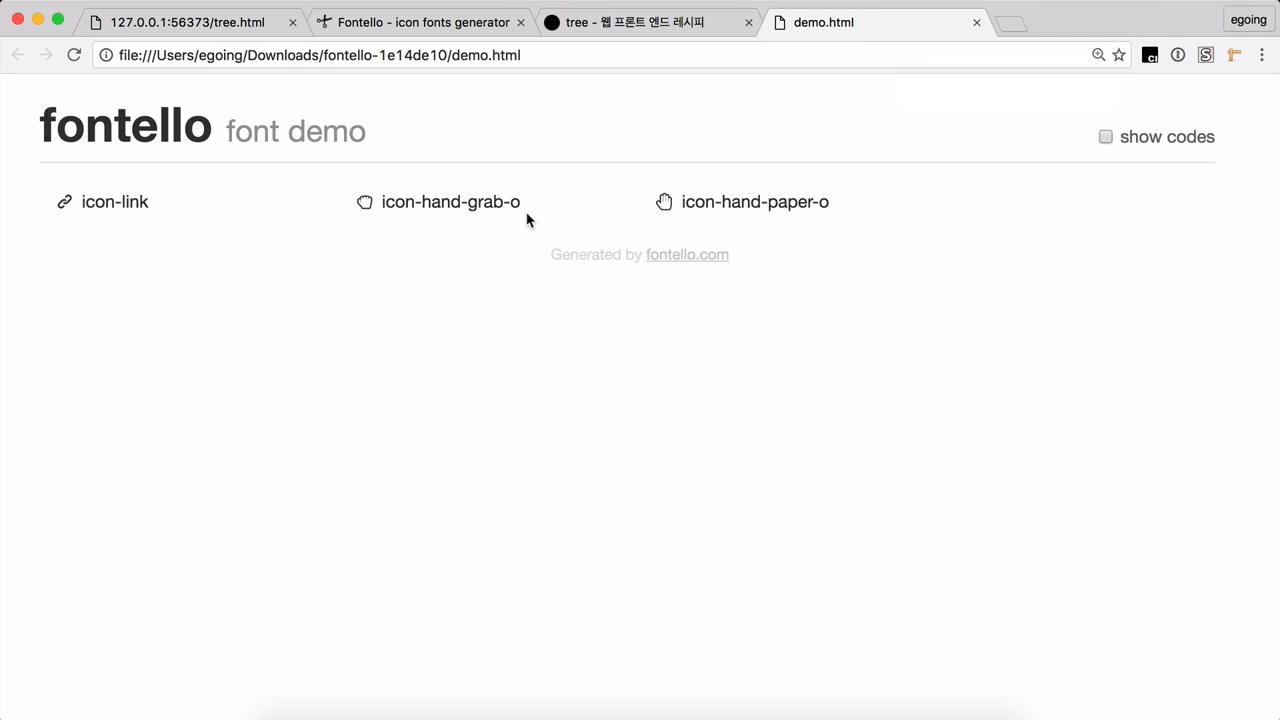 127.0.0.1:56373/tree.html
Fontello - icon fonts generator
tree - 웹 프론트 엔드 레시피
demo.html
egoing
file:///Users/egoing/Downloads/fontello-1e14de10/demo.html
fontello font demo
show codes
icon-link
icon-hand-grab-o
icon-hand-paper-o
Generated by fontello.com